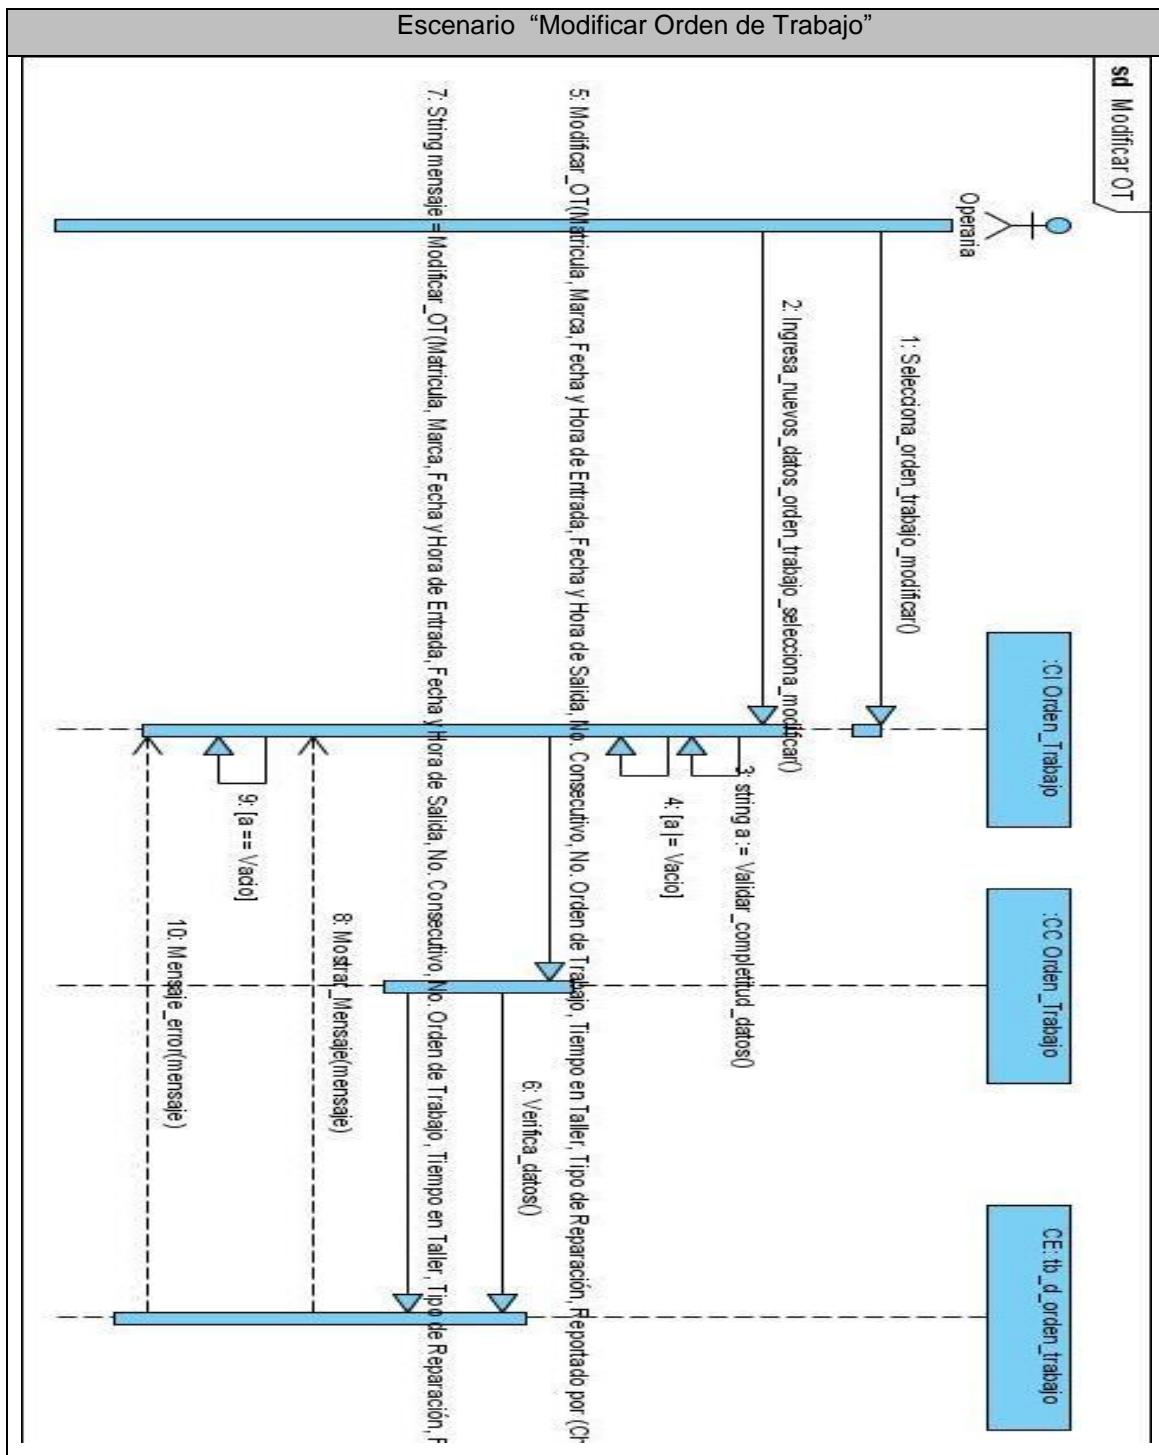 Escenario “Modificar Orden de Trabajo”
sd Modificar OT
Operaria
:CI Orden_Trabajo
:CC Orden_Trabajo
CE: tb_d_orden_trabajo
1: Selecciona_orden_trabajo_modificar()
2: Ingresa_nuevos_datos_orden_trabajo_selecciona_modificar()
3: string a := Validar_completitud_datos()
4: [a |= Vacio]
5: Modificar_OT(Matricula, Marca, Fecha y Hora de Entrada, Fecha y Hora de Salida, No. Consecutivo, No. Orden de Trabajo, Tiempo en Taller, Tipo de Reparación, Reportado por (Ch
6: Verifica_datos()
7: String mensaje =Modificar_OT(Matricula, Marca, Fecha y Hora de Entrada, Fecha y Hora de Salida, No. Consecutivo, No. Orden de Trabajo, Tiempo en Taller, Tipo de Reparación, F
8: Mostrar_Mensaje(mensaje)
9: [a == Vacio]
10: Mensaje_error(mensaje)